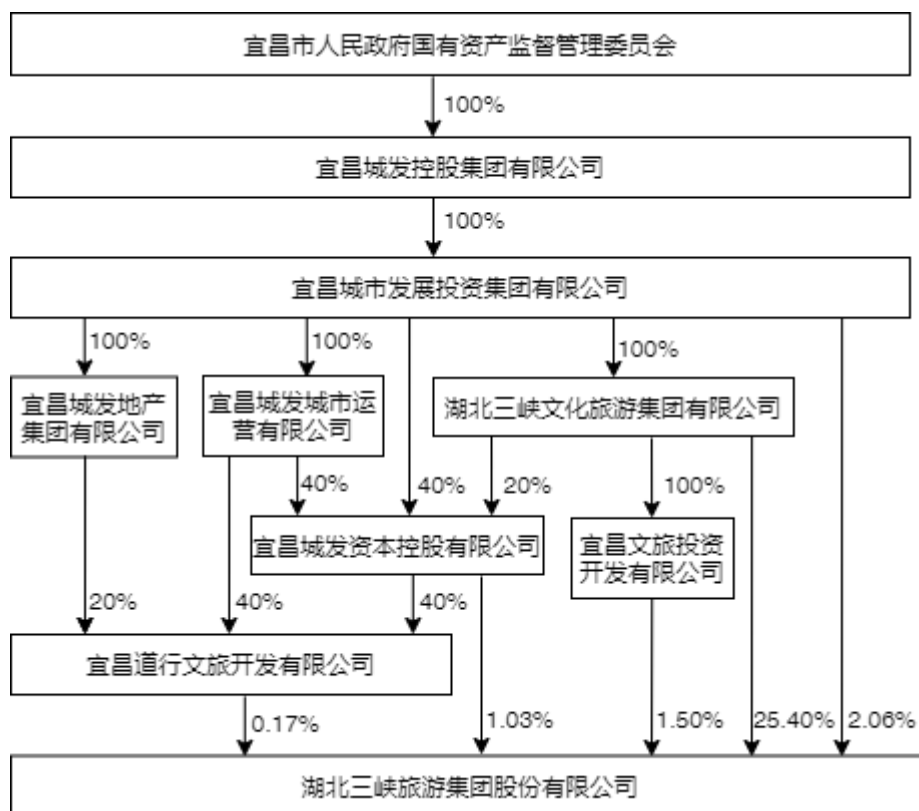 宜昌市人民政府国有资产监督管理委员会
100%
宜昌城发控股集团有限公司
100%
宜昌城市发展投资集团有限公司
100%
100%
100%
宜昌城发地产
集团有限公司
宜昌城发城市运
营有限公司
湖北三峡文化旅游集团有限公司
40%
40%
20%
100%
宜昌城发资本控股有限公司
宜昌文旅投资
开发有限公司
20%
40%
40%
宜昌道行文旅开发有限公司
0.17%
1.03%
1.50%
25.40%
2.06%
湖北三峡旅游集团股份有限公司